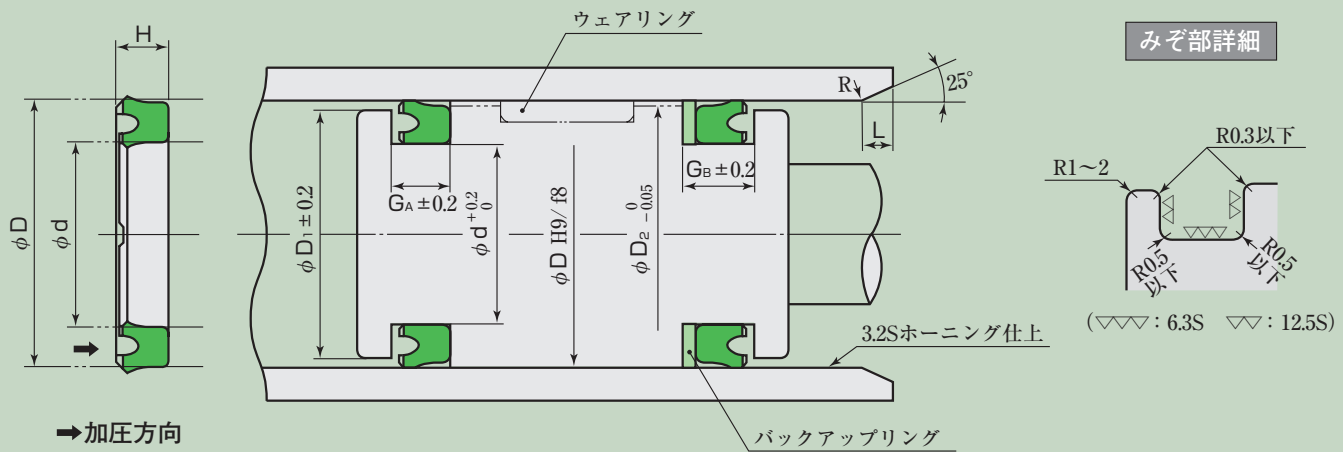 H
φD
φd
➡加圧方向
ウェアリング
R
25°
L
GA ±0.2
GB ±0.2
φD1 ±0.2
φd +0.2 0
φD H9/f8
φD2 0 -0.05
3.2Sホーニング仕上
バックアップリング
みぞ部詳細
R0.3以下
R1~2
R0.5
以下
R0.5
以下
(▽▽▽:6.3S ▽▽:12.5S)